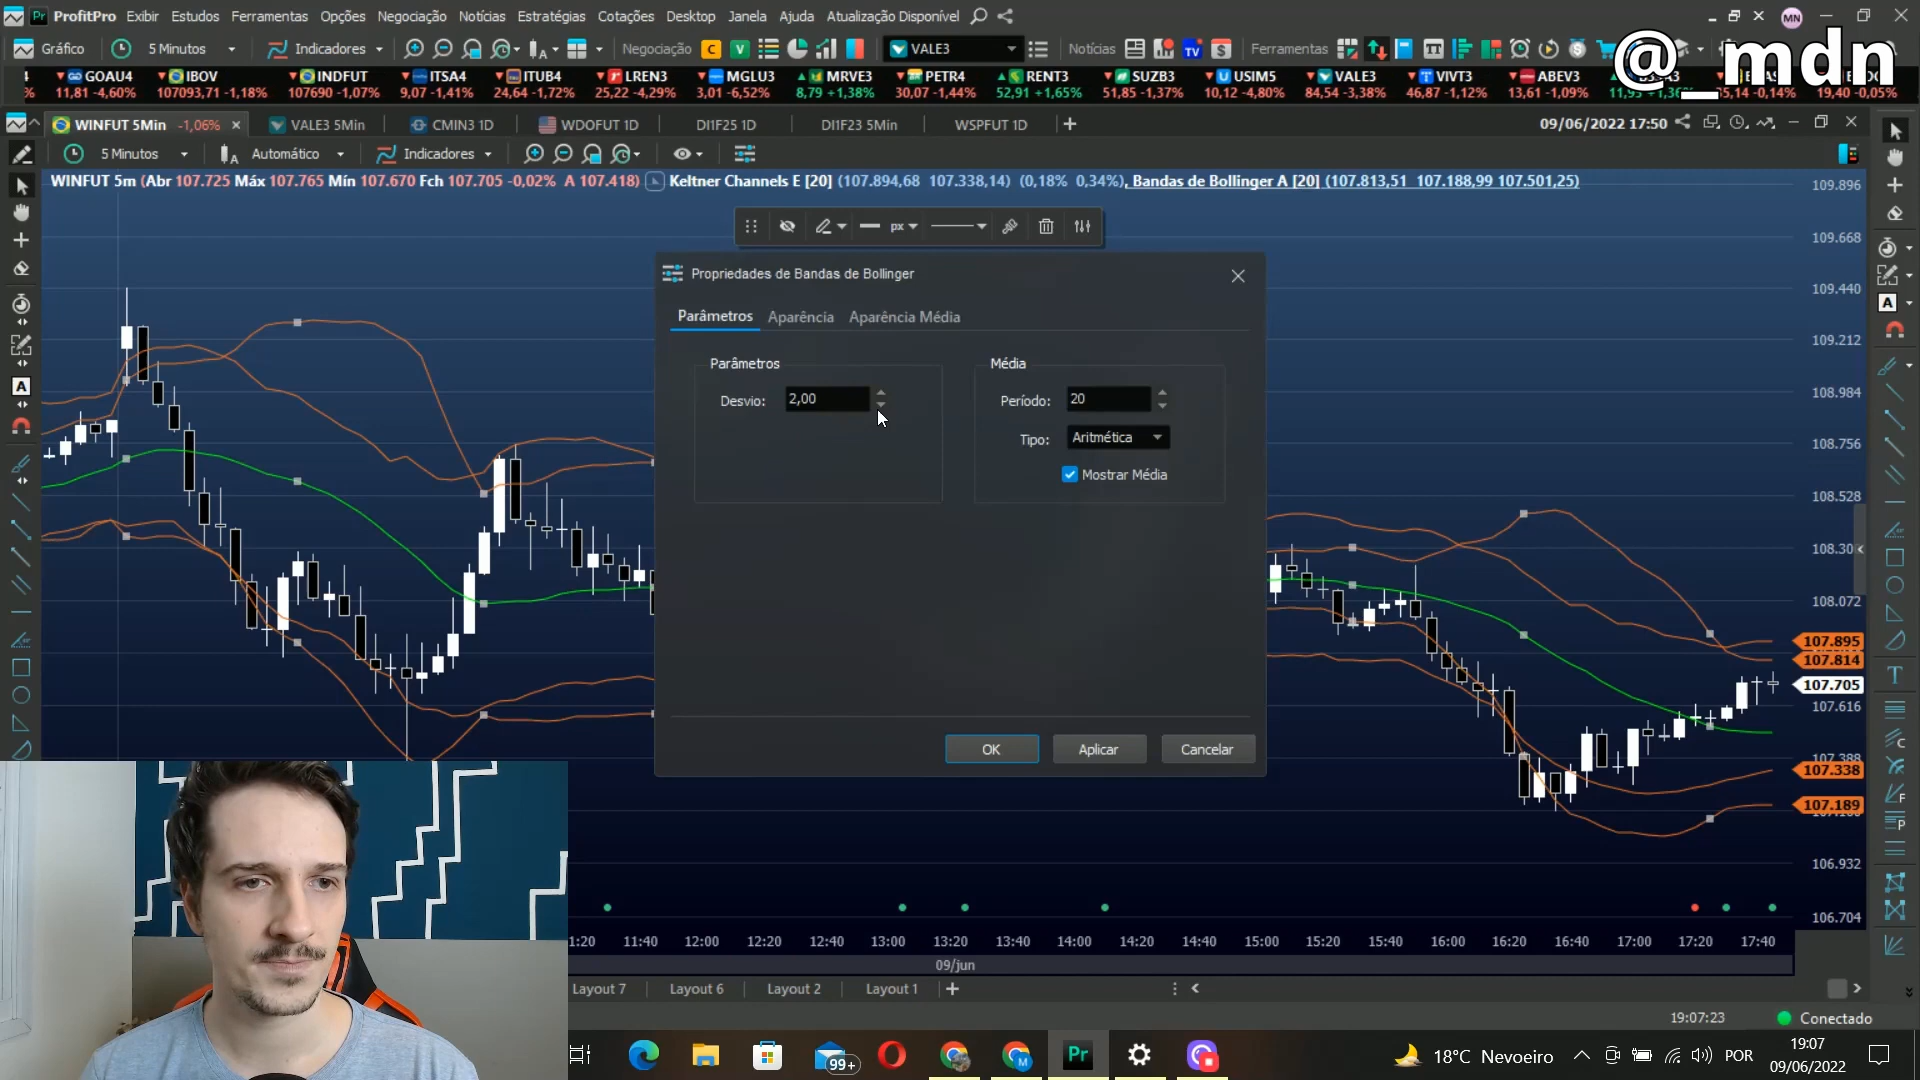 ProfitPro Exibir Estudos Ferramentas Opções Negociação Notícias Estratégias Cotações Desktop Janela Ajuda Atualização Disponível MN
Gráfico 5 Minutos Indicadores Negociação C V VALE3 Notícias TV Ferramentas
@_mdn
GOAU4 IBOV INDFUT ITSA4 ITUB4 LREN3 MGLU3 MRVE3 PETR4 RENT3 SUZB3 USIM5 VALE3 VIVT3 ABEV3
11,81 -4,60% 107093,71 -1,18% 107690 -1,07% 9,07 -1,41% 24,64 -1,72% 25,22 -4,29% 3,01 -6,52% 8,79 +1,38% 30,07 -1,44% 52,91 +1,65% 51,85 -1,37% 10,12 -4,80% 84,54 -3,38% 46,87 -1,12% 13,61 -1,09% 19,40 -0,05%
WINFUT 5Min -1,06% VALE3 5Min CMIN3 1D WDOFUT 1D DI1F25 1D DI1F23 5Min WSPFUT 1D 09/06/2022 17:50
5 Minutos Automático Indicadores
WINFUT 5m (Abr 107.725 Máx 107.765 Mín 107.670 Fch 107.705 -0,02% A 107.418) Keltner Channels E [20] (107.894,68 107.338,14) (0,18% 0,34%), Bandas de Bollinger A [20] (107.813,51 107.188,99 107.501,25)
px
Propriedades de Bandas de Bollinger
Parâmetros Aparência Aparência Média
Parâmetros
Desvio: 2,00
Média
Período: 20
Tipo: Aritmética
Mostrar Média
OK Aplicar Cancelar
109.896
109.668
109.440
109.212
108.984
108.756
108.528
108.30
108.072
107.895
107.814
107.705
107.616
107.388
107.338
107.189
106.932
106.704
1:20 11:40 12:00 12:20 12:40 13:00 13:20 13:40 14:00 14:20 14:40 15:00 15:20 15:40 16:00 16:20 16:40 17:00 17:20 17:40
09/jun
Layout 7 Layout 6 Layout 2 Layout 1
19:07:23 Conectado
99+ Pr 18°C Nevoeiro POR 19:07
09/06/2022